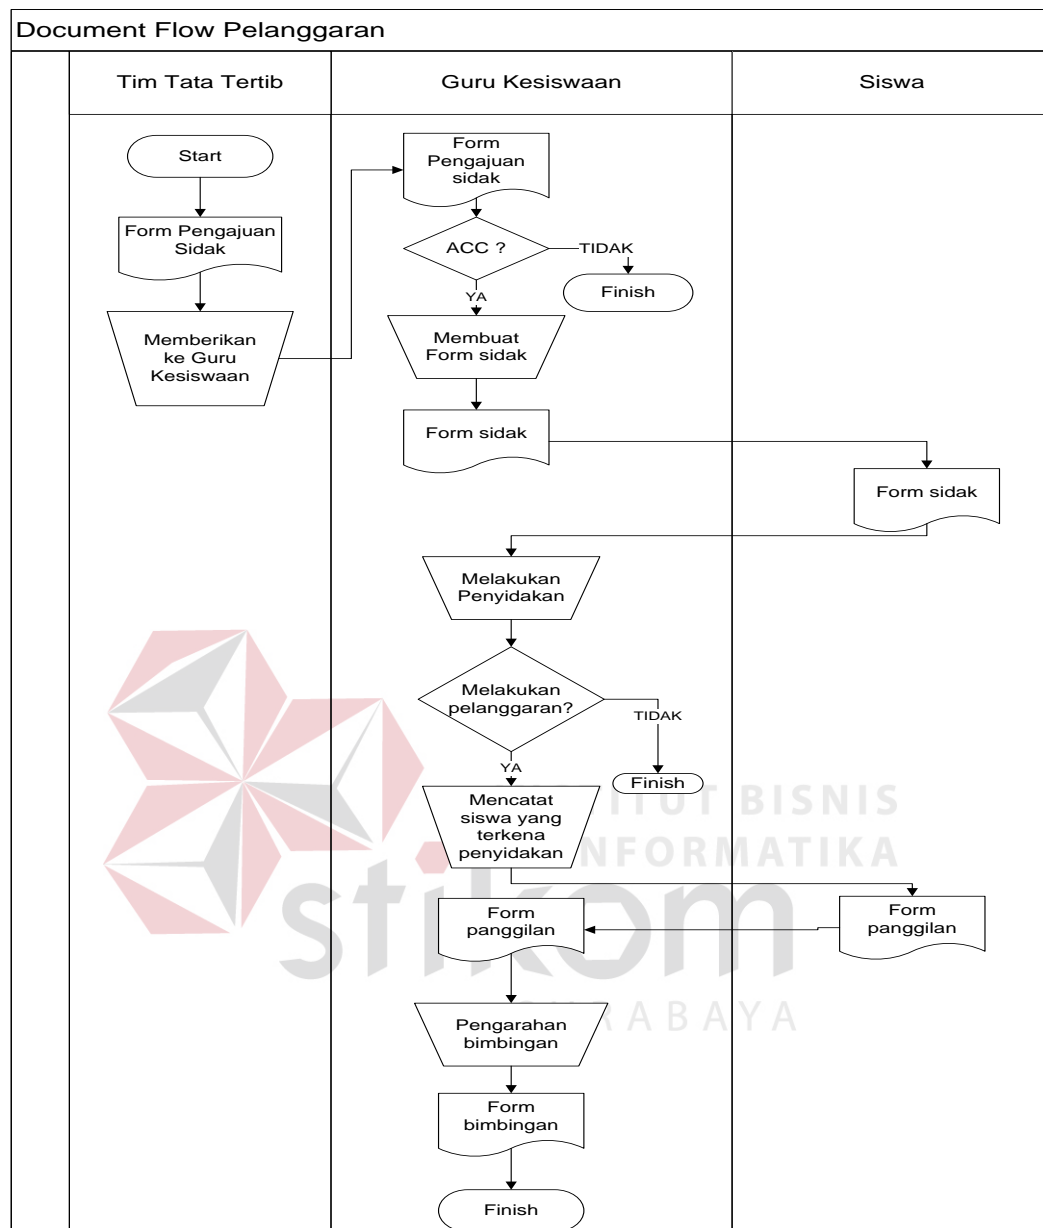 Document Flow Pelanggaran
Tim Tata Tertib
Guru Kesiswaan
Siswa
Start
Form Pengajuan
Sidak
Memberikan
ke Guru
Kesiswaan
Form
Pengajuan
sidak
ACC ?
TIDAK
Finish
YA
Membuat
Form sidak
Form sidak
Form sidak
Melakukan
Penyidakan
Melakukan
pelanggaran?
TIDAK
Finish
YA
Mencatat
siswa yang
terkena
penyidakan
Form
panggilan
Form
panggilan
Pengarahan
bimbingan
Form
bimbingan
Finish
TITUT BISNIS
NFORMATIKA
stikom
SURABAYA